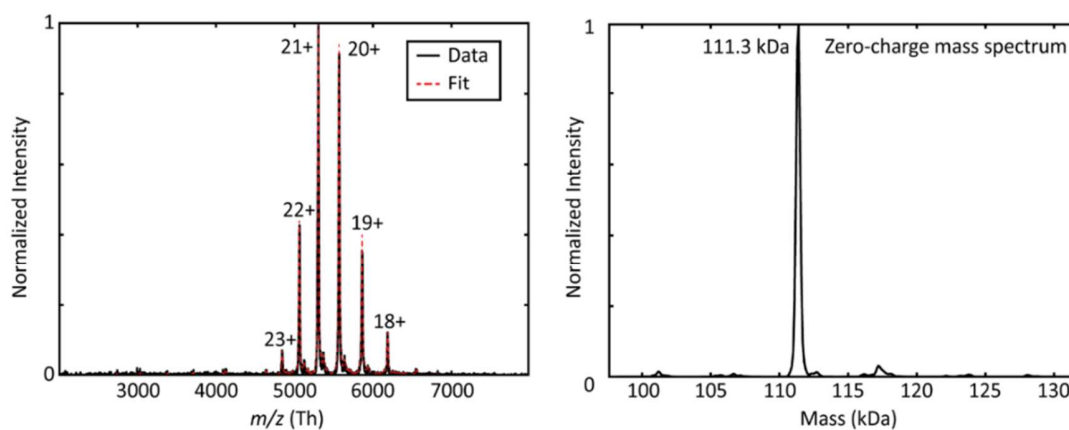 1
21+
20+
Data
Fit
22+
19+
23+
18+
0
3000
4000
5000
6000
7000
m/z (Th)
Normalized Intensity
1
111.3 kDa
Zero-charge mass spectrum
0
100
105
110
115
120
125
130
Mass (kDa)
Normalized Intensity